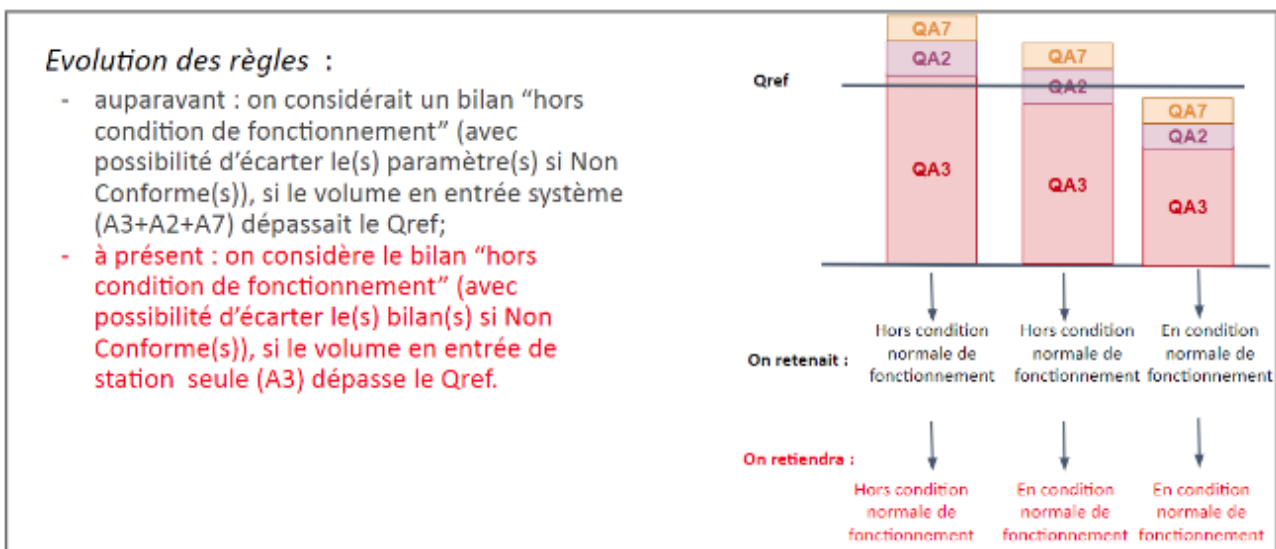 Evolution des règles :
- auparavant : on considérait un bilan “hors
condition de fonctionnement” (avec
possibilité d’écarter le(s) paramètre(s) si Non
Conforme(s)), si le volume en entrée système
(A3+A2+A7) dépassait le Qref;
- à présent : on considère le bilan “hors
condition de fonctionnement” (avec
possibilité d’écarter le(s) bilan(s) si Non
Conforme(s)), si le volume en entrée de
station seule (A3) dépasse le Qref.
QA7
QA2
QA3
Qref
QA7
QA2
QA3
QA7
QA2
QA3
On retenait :
Hors condition
normale de
fonctionnement
Hors condition
normale de
fonctionnement
En condition
normale de
fonctionnement
On retiendra :
Hors condition
normale de
fonctionnement
En condition
normale de
fonctionnement
En condition
normale de
fonctionnement